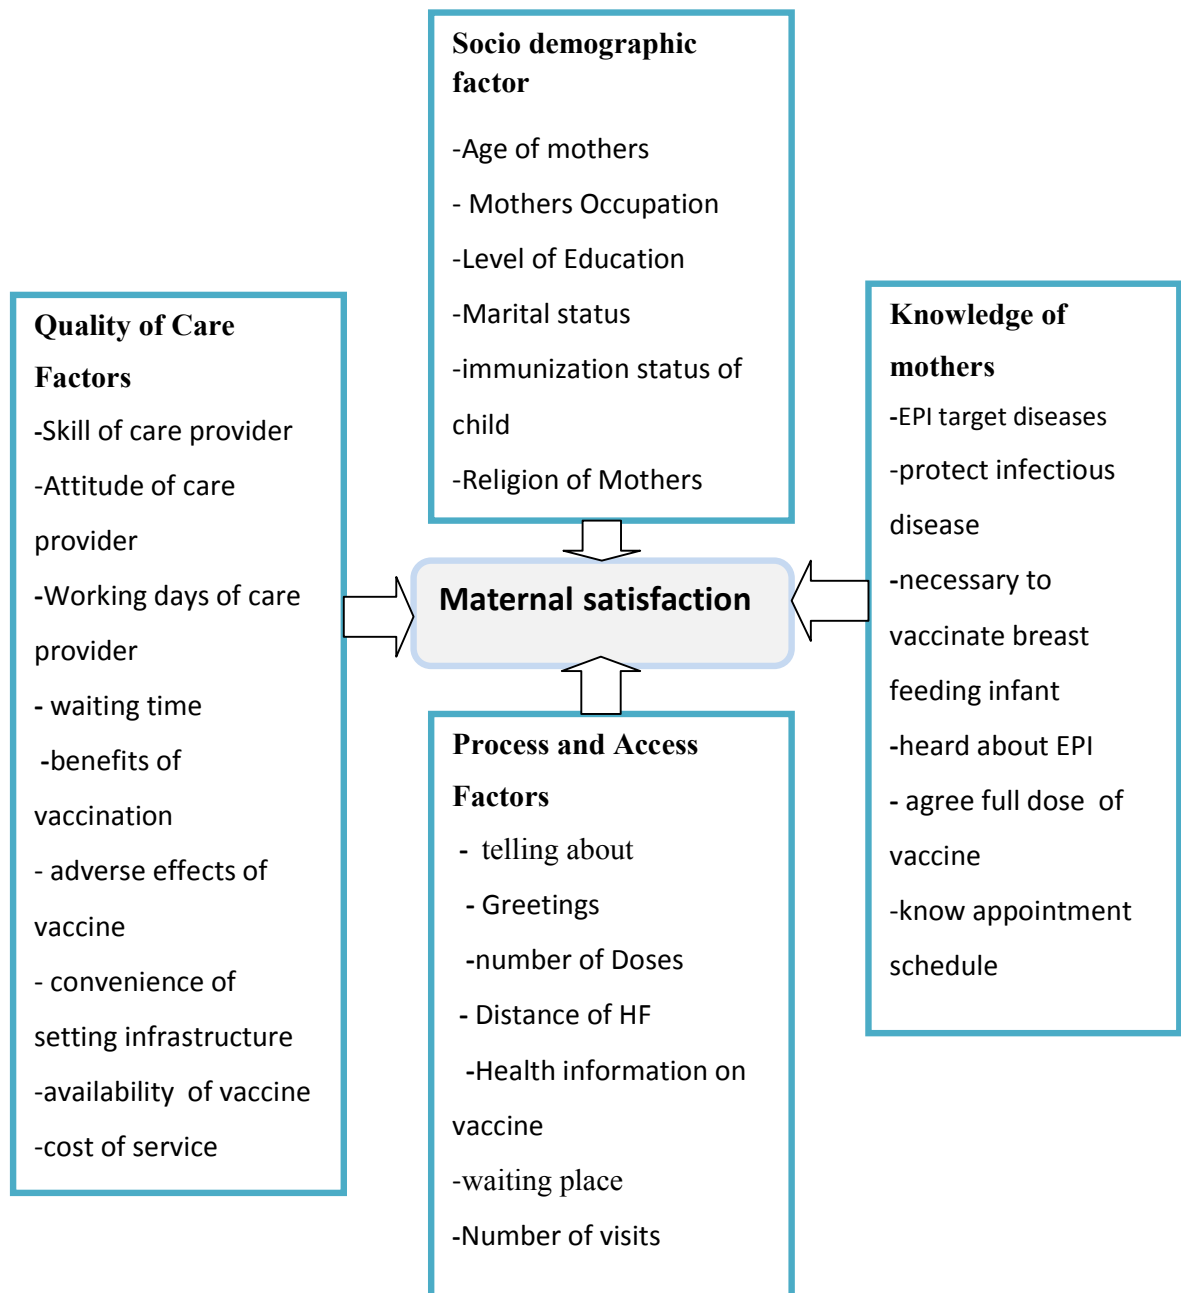 Socio demographic
factor
-Age of mothers
- Mothers Occupation
-Level of Education
-Marital status
-immunization status of
child
-Religion of Mothers
Quality of Care
Factors
-Skill of care provider
-Attitude of care
provider
-Working days of care
provider
- waiting time
-benefits of
vaccination
- adverse effects of
vaccine
- convenience of
setting infrastructure
-availability of vaccine
-cost of service
Maternal satisfaction
Knowledge of
mothers
-EPI target diseases
-protect infectious
disease
-necessary to
vaccinate breast
feeding infant
-heard about EPI
- agree full dose of
vaccine
-know appointment
schedule
Process and Access
Factors
- telling about
- Greetings
-number of Doses
- Distance of HF
-Health information on
vaccine
-waiting place
-Number of visits